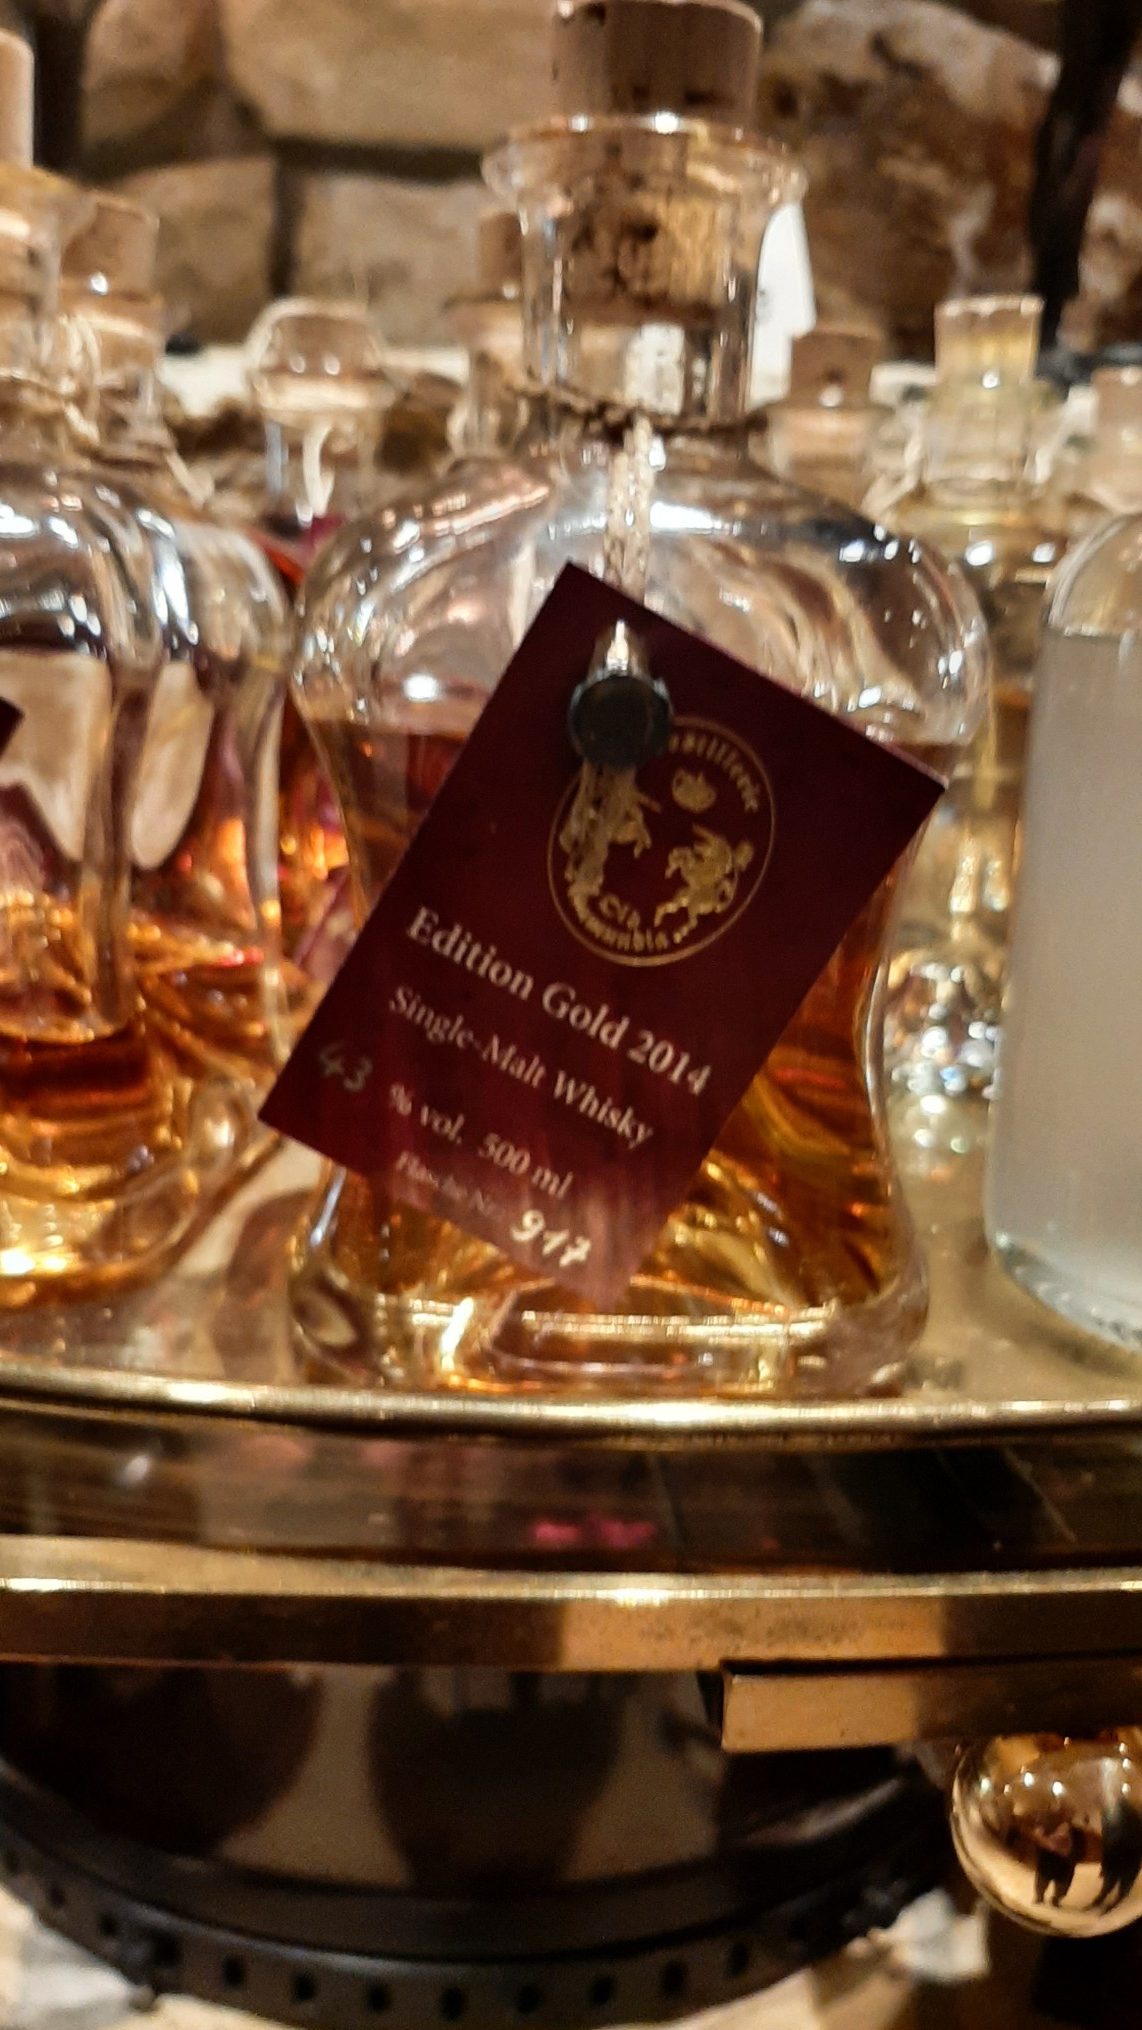 Edition Gold 2014
Single-Malt Whisky
43 % vol. 500 ml
Flasche Nr. 917